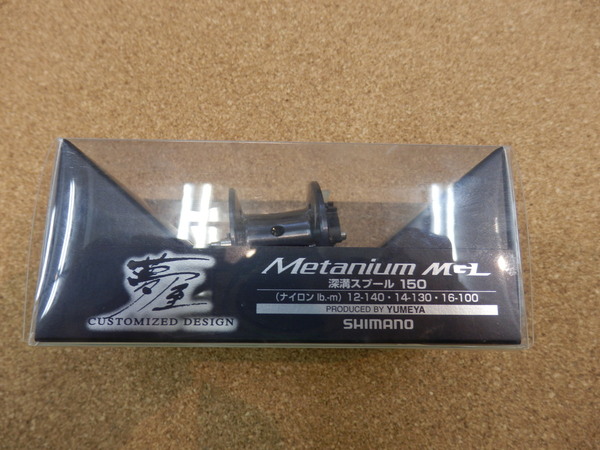 夢屋
CUSTOMIZED DESIGN
Metanium MGL
深溝スプール 150
(ナイロン lb.-m) 12-140・14-130・16-100
PRODUCED BY YUMEYA
SHIMANO